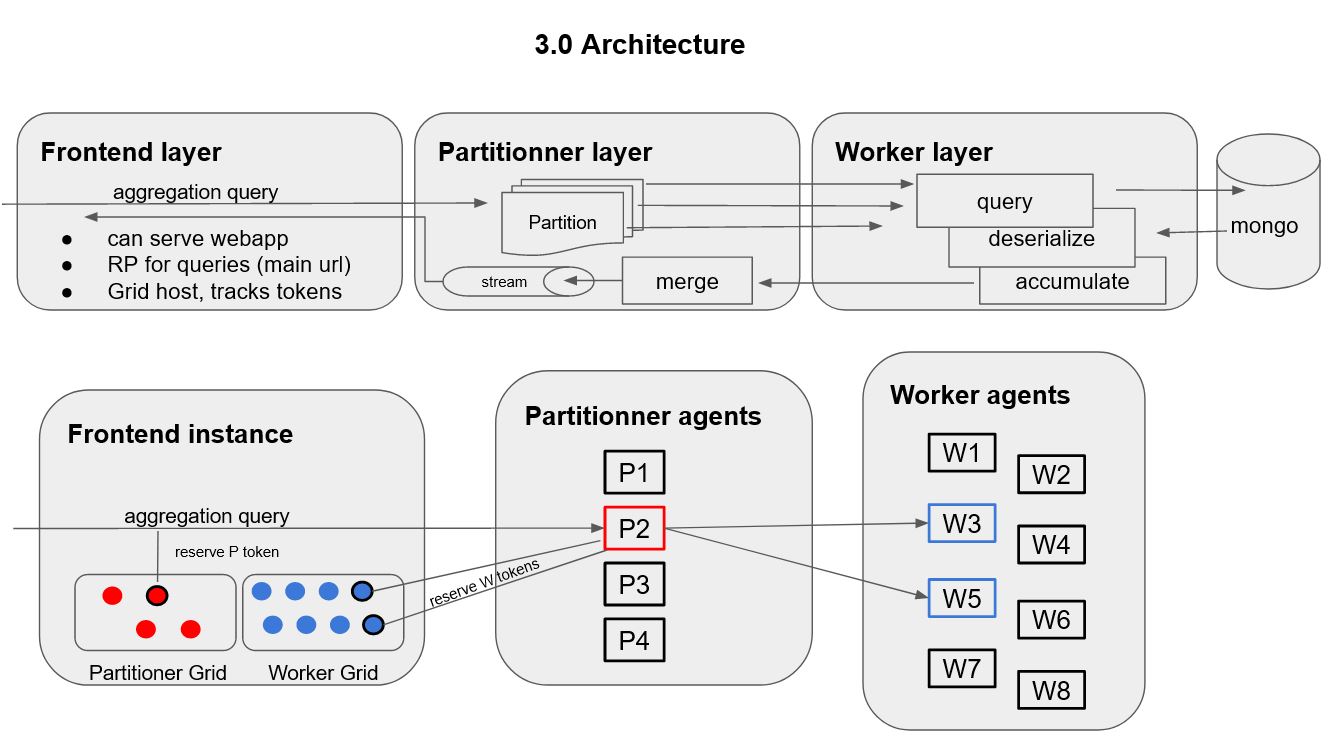 3.0 Architecture
Frontend layer
aggregation query
● can serve webapp
● RP for queries (main url)
● Grid host, tracks tokens
Partitionner layer
Partition
stream
merge
Worker layer
query
deserialize
accumulate
mongo
Frontend instance
aggregation query
reserve P token
Partitioner Grid
Worker Grid
reserve W tokens
Partitionner agents
P1
P2
P3
P4
Worker agents
W1
W2
W3
W4
W5
W6
W7
W8